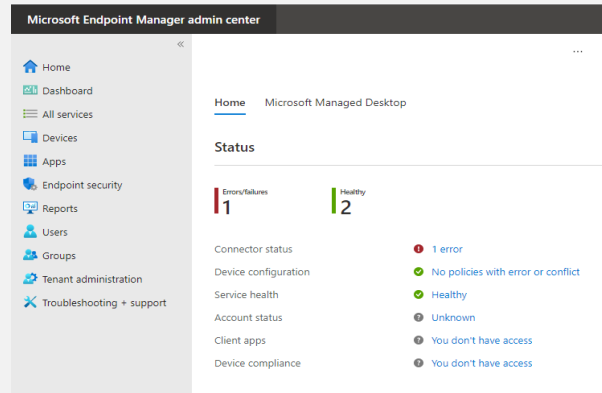 Microsoft Endpoint Manager admin center
«
...
Home
Dashboard
All services
Devices
Apps
Endpoint security
Reports
Users
Groups
Tenant administration
Troubleshooting + support
Home Microsoft Managed Desktop
Status
Errors/failures
1
Healthy
2
Connector status 1 error
Device configuration No policies with error or conflict
Service health Healthy
Account status Unknown
Client apps You don't have access
Device compliance You don't have access